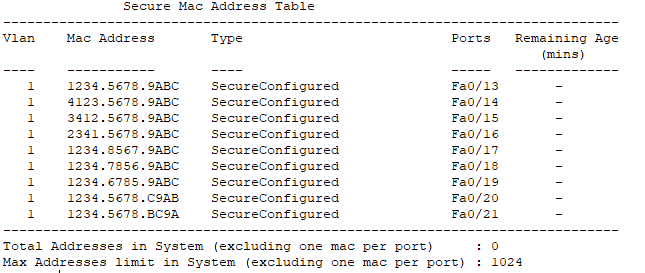 Secure Mac Address Table
-----------------------------------------------------------------------------
Vlan    Mac Address       Type                          Ports   Remaining Age
                                                                   (mins)
----    -----------       ----                          -----   -------------
   1    1234.5678.9ABC    SecureConfigured              Fa0/13       -
   1    4123.5678.9ABC    SecureConfigured              Fa0/14       -
   1    3412.5678.9ABC    SecureConfigured              Fa0/15       -
   1    2341.5678.9ABC    SecureConfigured              Fa0/16       -
   1    1234.8567.9ABC    SecureConfigured              Fa0/17       -
   1    1234.7856.9ABC    SecureConfigured              Fa0/18       -
   1    1234.6785.9ABC    SecureConfigured              Fa0/19       -
   1    1234.5678.C9AB    SecureConfigured              Fa0/20       -
   1    1234.5678.BC9A    SecureConfigured              Fa0/21       -
-----------------------------------------------------------------------------
Total Addresses in System (excluding one mac per port)     : 0
Max Addresses limit in System (excluding one mac per port) : 1024